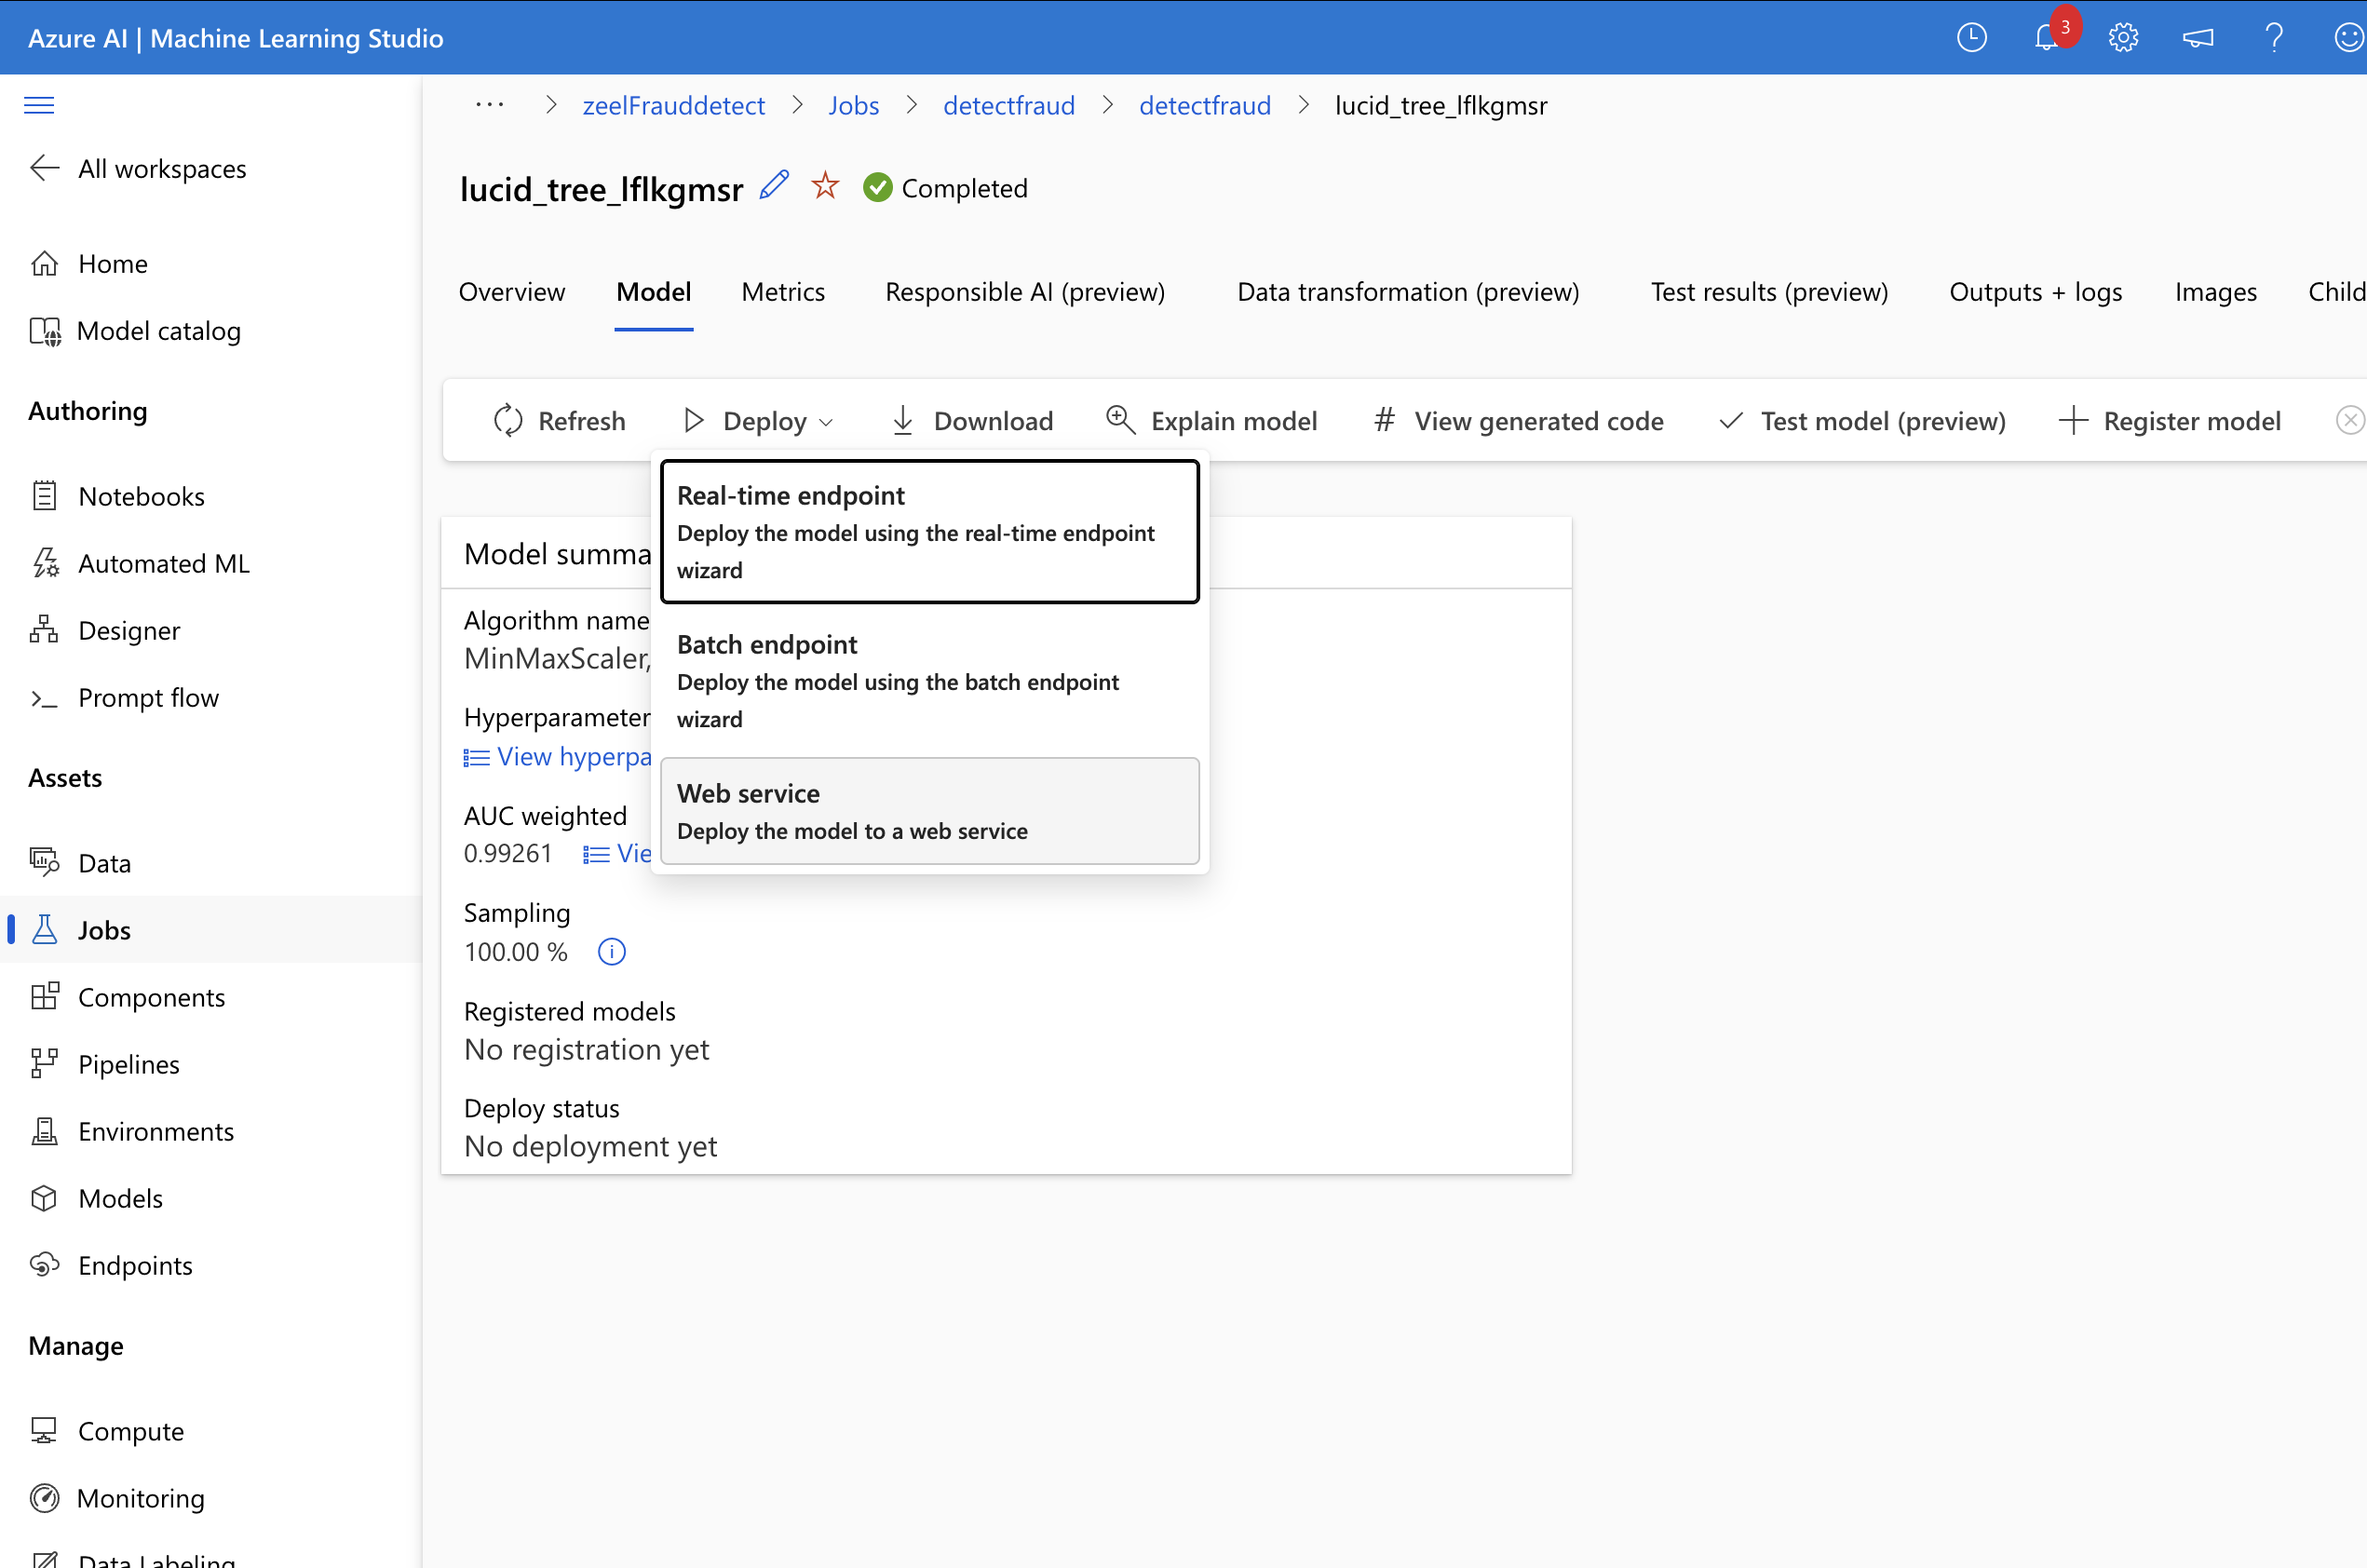 Azure AI | Machine Learning Studio
3
All workspaces
Home
Model catalog
Authoring
Notebooks
Automated ML
Designer
Prompt flow
Assets
Data
Jobs
Components
Pipelines
Environments
Models
Endpoints
Manage
Compute
Monitoring
Data Labeling
... > zeelFrauddetect > Jobs > detectfraud > detectfraud > lucid_tree_lflkgmsr
lucid_tree_lflkgmsr Completed
Overview Model Metrics Responsible AI (preview) Data transformation (preview) Test results (preview) Outputs + logs Images Child
Refresh Deploy Download Explain model # View generated code Test model (preview) Register model
Real-time endpoint
Deploy the model using the real-time endpoint
wizard
Batch endpoint
Deploy the model using the batch endpoint
wizard
Web service
Deploy the model to a web service
Model summa
Algorithm name
MinMaxScaler,
Hyperparameter
View hyperpa
AUC weighted
0.99261 Vie
Sampling
100.00 %
Registered models
No registration yet
Deploy status
No deployment yet